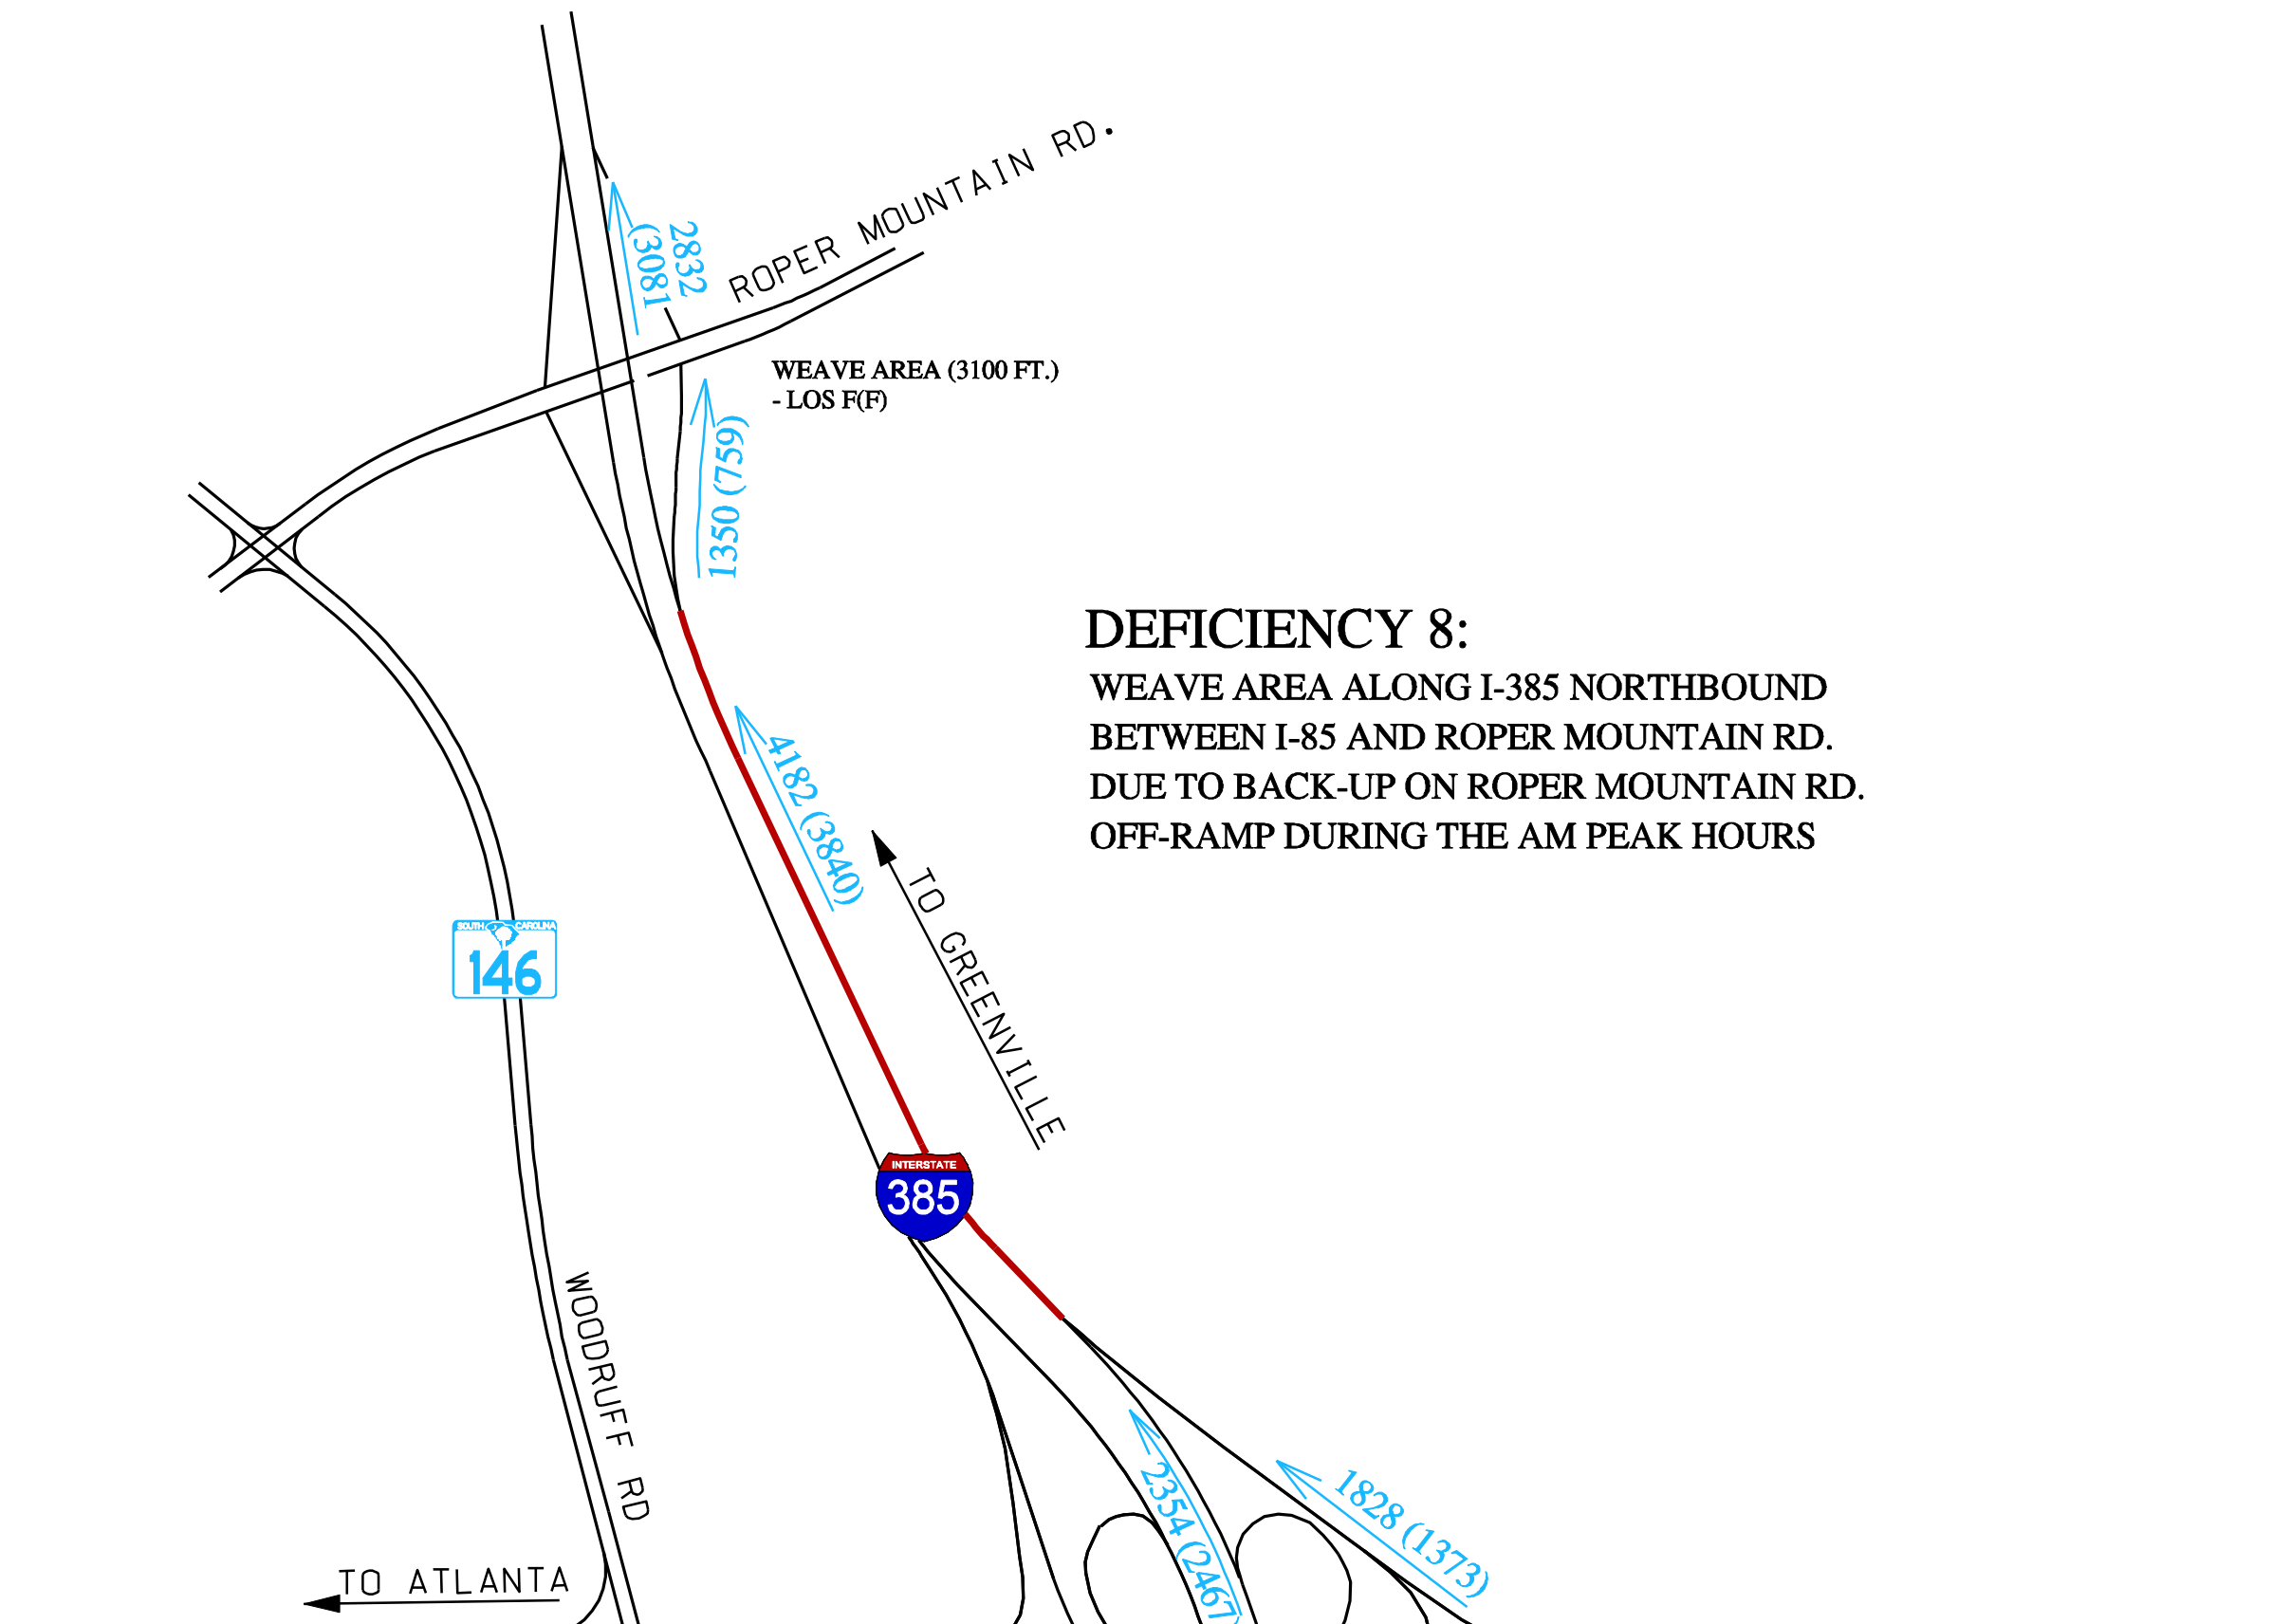 ROPER MOUNTAIN RD.
2832
(3081
WEAVE AREA (3100 FT.)
- LOS F(F)
1350 (759)
DEFICIENCY 8:
WEAVE AREA ALONG I-385 NORTHBOUND
BETWEEN I-85 AND ROPER MOUNTAIN RD.
DUE TO BACK-UP ON ROPER MOUNTAIN RD.
OFF-RAMP DURING THE AM PEAK HOURS
4182 (3840)
TO GREENVILLE
SOUTH CAROLINA
146
INTERSTATE
385
WOODRUFF RD
2354 (2467
1828 (1373)
TO ATLANTA